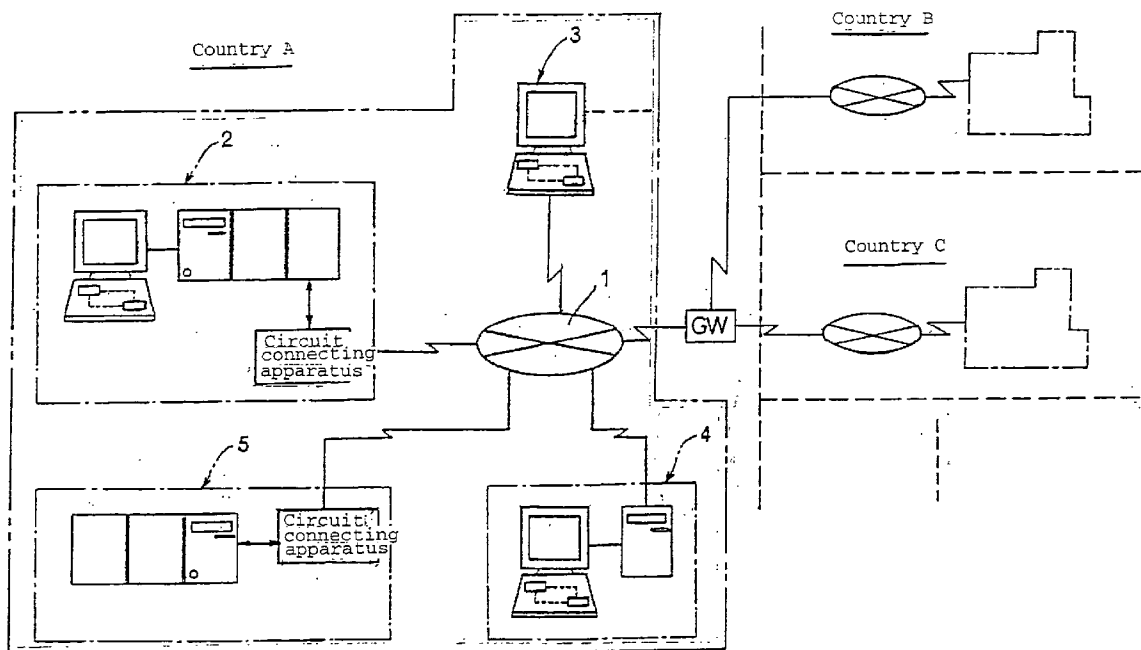 Country A
3
Country B
2
Country C
1
GW
Circuit
connecting
apparatus
5
4
Circuit
connecting
apparatus